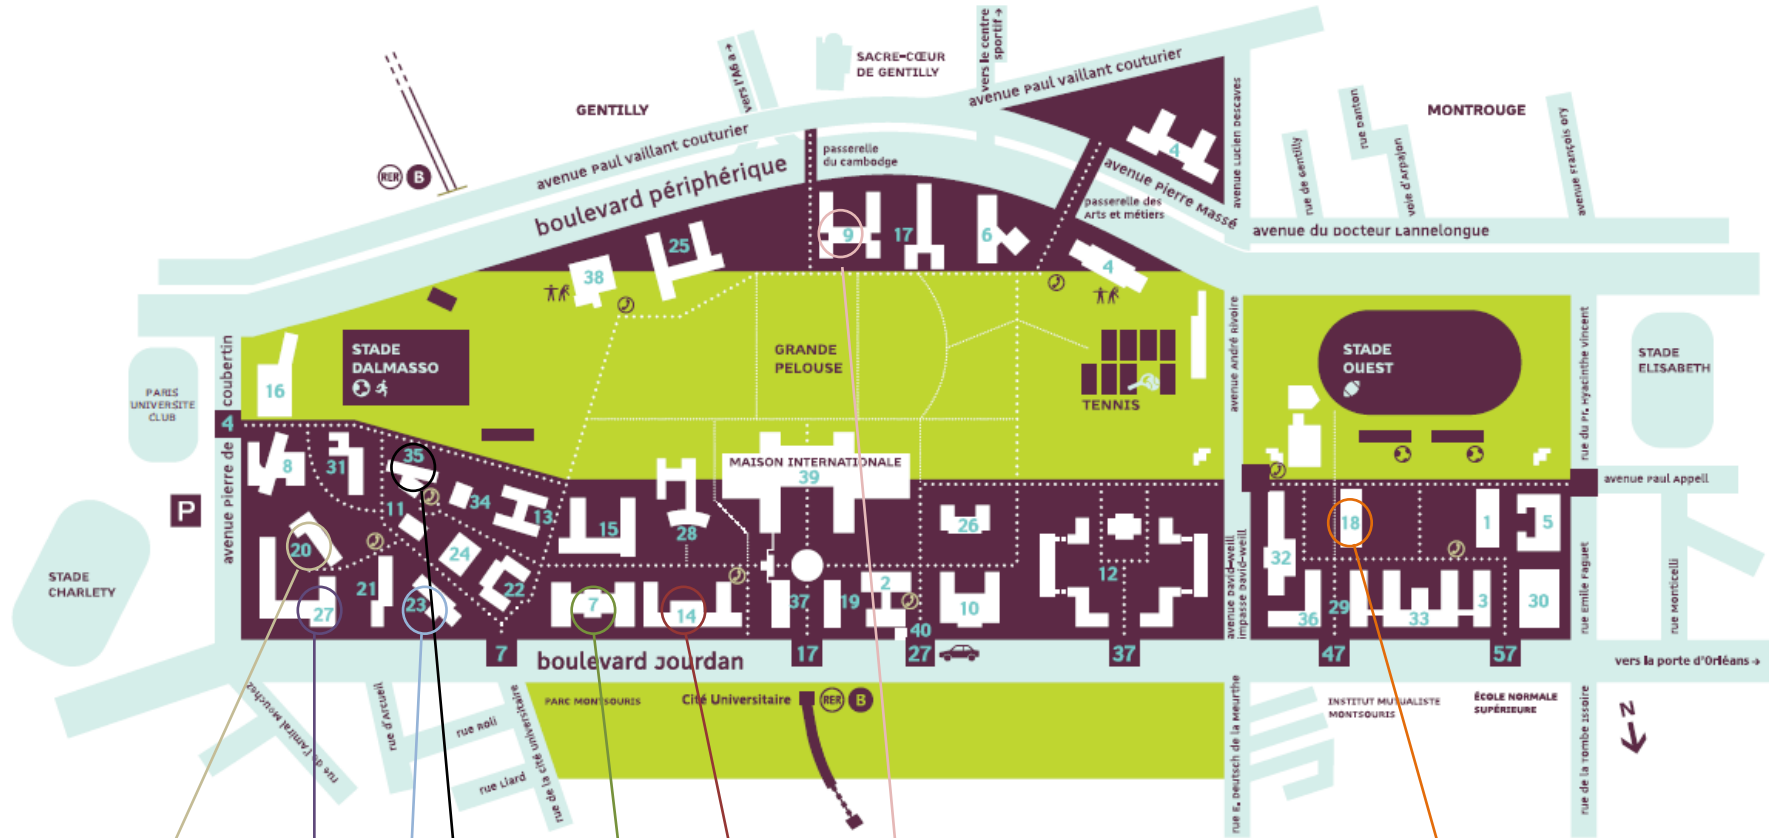 vers le centre
sportif →
SACRE-CŒUR
DE GENTILLY
vers l'A6a →
GENTILLY
avenue Paul vaillant couturier
avenue Paul vaillant couturier
MONTROUGE
avenue Lucien Descaves
rue Danton
rue de Gentilly
voie d'Arpajon
avenue François Ory
RER B
boulevard périphérique
passerelle
du cambodge
4
avenue Pierre Massé
passerelle des
Arts et métiers
avenue du Docteur Lannelongue
25
9
17
6
4
38
avenue Pierre de coubertin
PARIS
UNIVERSITE
CLUB
16
STADE
DALMASSO
GRANDE
PELOUSE
TENNIS
avenue André Rivoire
STADE
OUEST
rue du Pr. Hyacinthe vincent
STADE
ELISABETH
4
8
31
35
34
13
11
MAISON INTERNATIONALE
39
avenue Paul Appell
P
20
24
22
15
28
26
12
32
18
1
5
STADE
CHARLETY
27
21
23
7
14
37
19
2
10
40
avenue David-weill
impasse David-weill
36
29
33
3
30
rue Emile Faguet
rue Monticelli
7
boulevard Jourdan
17
27
37
47
57
vers la porte d'Orléans →
rue de l'Amiral Mouchez
rue d'Arcueil
rue Roli
rue Liard
rue de la cité universitaire
PARC MONTSOURIS
Cité Universitaire RER B
rue E. Deutsch de la Meurthe
INSTITUT MUTUALISTE
MONTSOURIS
ÉCOLE NORMALE
SUPÉRIEURE
rue de la Tombe Issoire
N